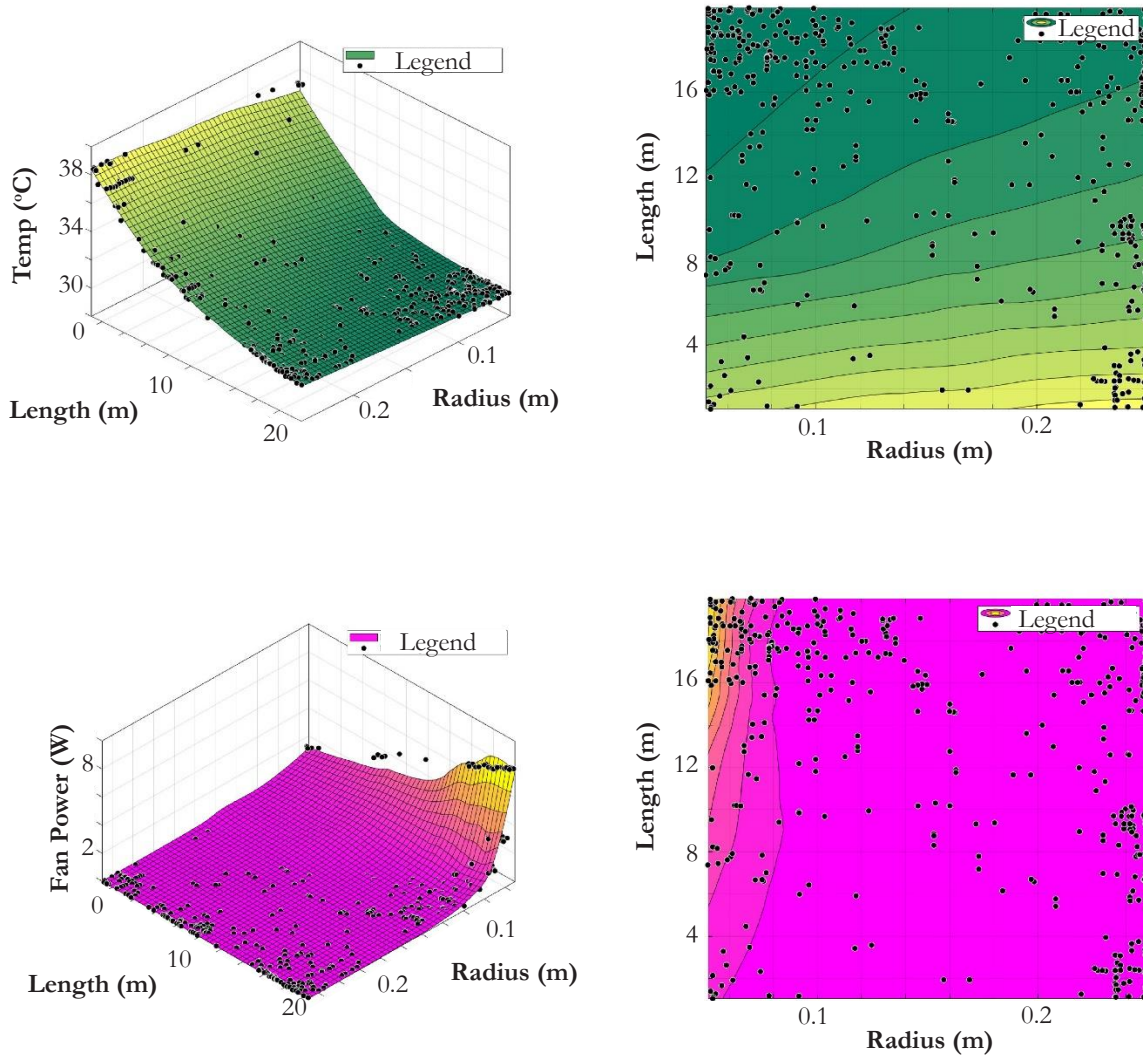 Legend
Temp (°C)
38
34
30
0
10
20
Length (m)
0.2
0.1
Radius (m)
Legend
Length (m)
16
12
8
4
0.1
0.2
Radius (m)
Legend
Fan Power (W)
8
2
0
10
20
Length (m)
0.2
0.1
Radius (m)
Legend
Length (m)
16
12
8
4
0.1
0.2
Radius (m)